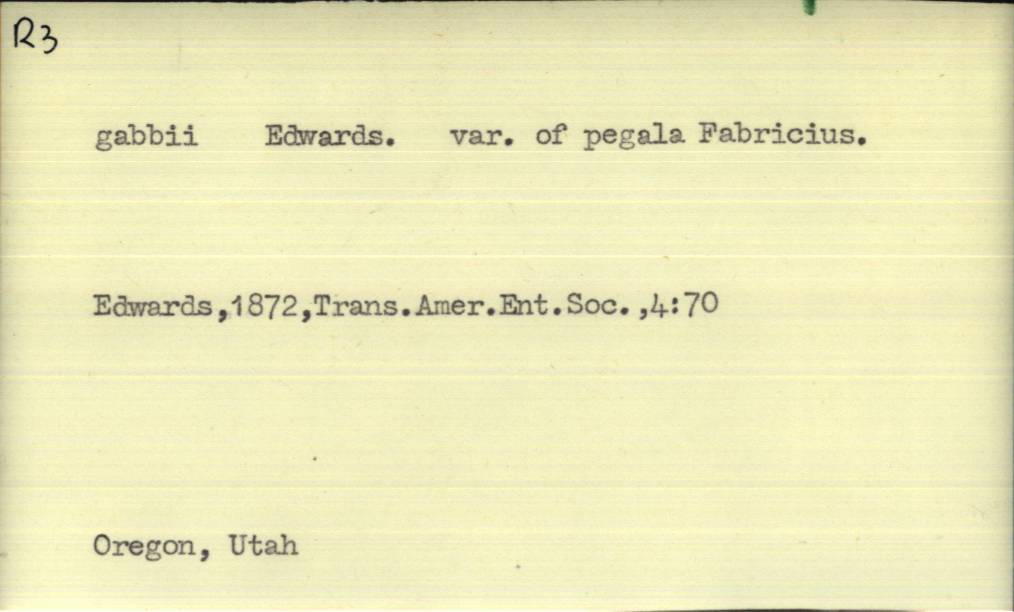 R3
gabbii Edwards. var. of pegala Fabricius.
Edwards,1872,Trans.Amer.Ent.Soc.,4:70
Oregon, Utah